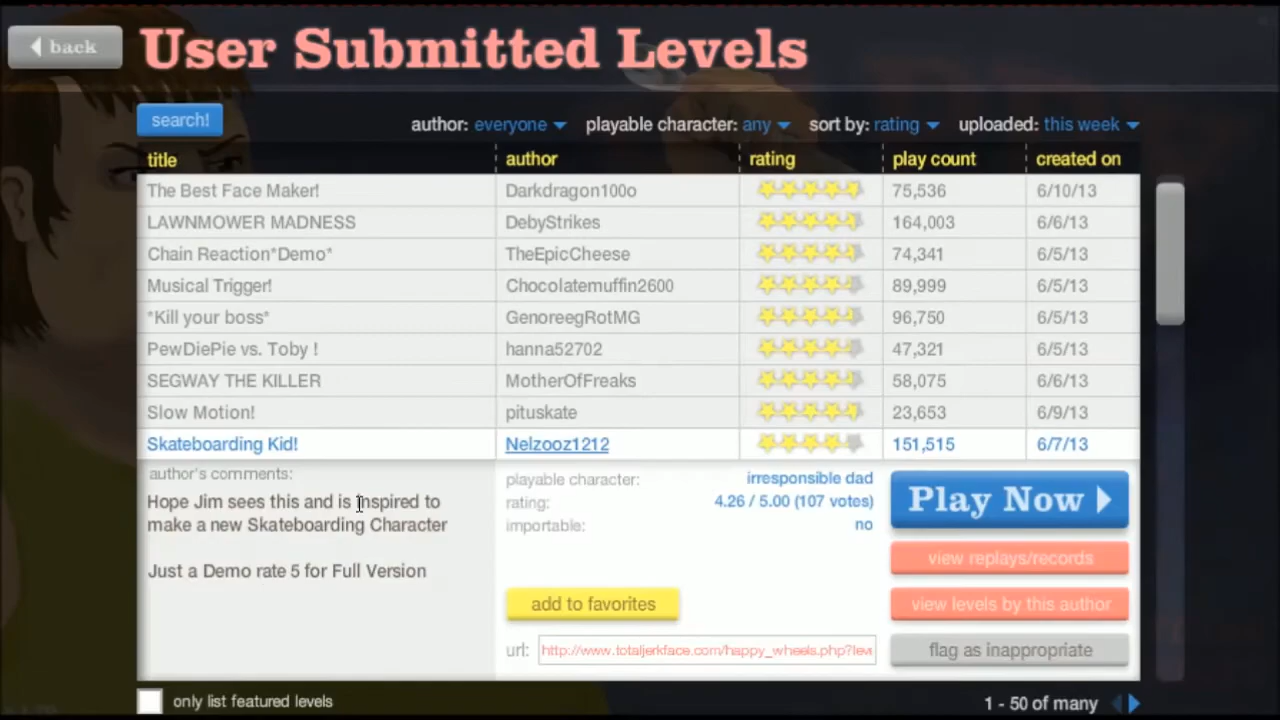 back
User Submitted Levels
search!
author: everyone playable character: any sort by: rating uploaded: this week
title author rating play count created on
The Best Face Maker! Darkdragon100o 75,536 6/10/13
LAWNMOWER MADNESS DebyStrikes 164,003 6/6/13
Chain Reaction*Demo* TheEpicCheese 74,341 6/5/13
Musical Trigger! Chocolatemuffin2600 89,999 6/5/13
*Kill your boss* GenoreegRotMG 96,750 6/5/13
PewDiePie vs. Toby ! hanna52702 47,321 6/5/13
SEGWAY THE KILLER MotherOfFreaks 58,075 6/6/13
Slow Motion! pituskate 23,653 6/9/13
Skateboarding Kid! Nelzooz1212 151,515 6/7/13
author's comments:
Hope Jim sees this and is inspired to
make a new Skateboarding Character
Just a Demo rate 5 for Full Version
playable character: irresponsible dad
rating: 4.26 / 5.00 (107 votes)
importable: no
add to favorites
url: http://www.totaljerkface.com/happy_wheels.php?leve
Play Now
view replays/records
view levels by this author
flag as inappropriate
only list featured levels
1 - 50 of many